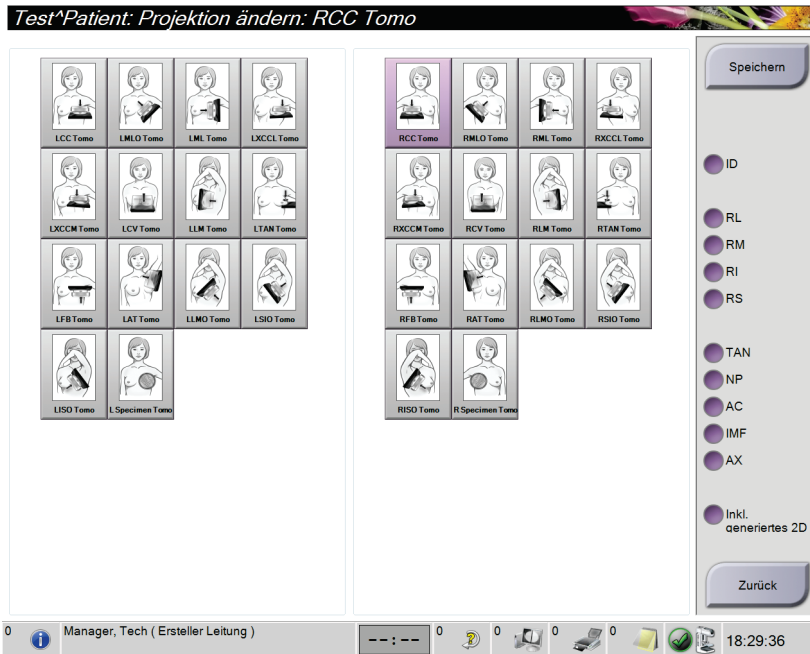 Test^Patient: Projektion ändern: RCC Tomo
LCC Tomo
LMLO Tomo
LML Tomo
LXCCL Tomo
LXCCM Tomo
LCV Tomo
LLM Tomo
LTAN Tomo
LFB Tomo
LAT Tomo
LLMO Tomo
LSIO Tomo
LISO Tomo
L Specimen Tomo
RCC Tomo
RMLO Tomo
RML Tomo
RXCCL Tomo
RXCCM Tomo
RCV Tomo
RLM Tomo
RTAN Tomo
RFB Tomo
RAT Tomo
RLMO Tomo
RSIO Tomo
RISO Tomo
R Specimen Tomo
Speichern
ID
RL
RM
RI
RS
TAN
NP
AC
IMF
AX
Inkl.
generiertes 2D
Zurück
0
Manager, Tech ( Ersteller Leitung )
--:--
0
0
0
0
18:29:36